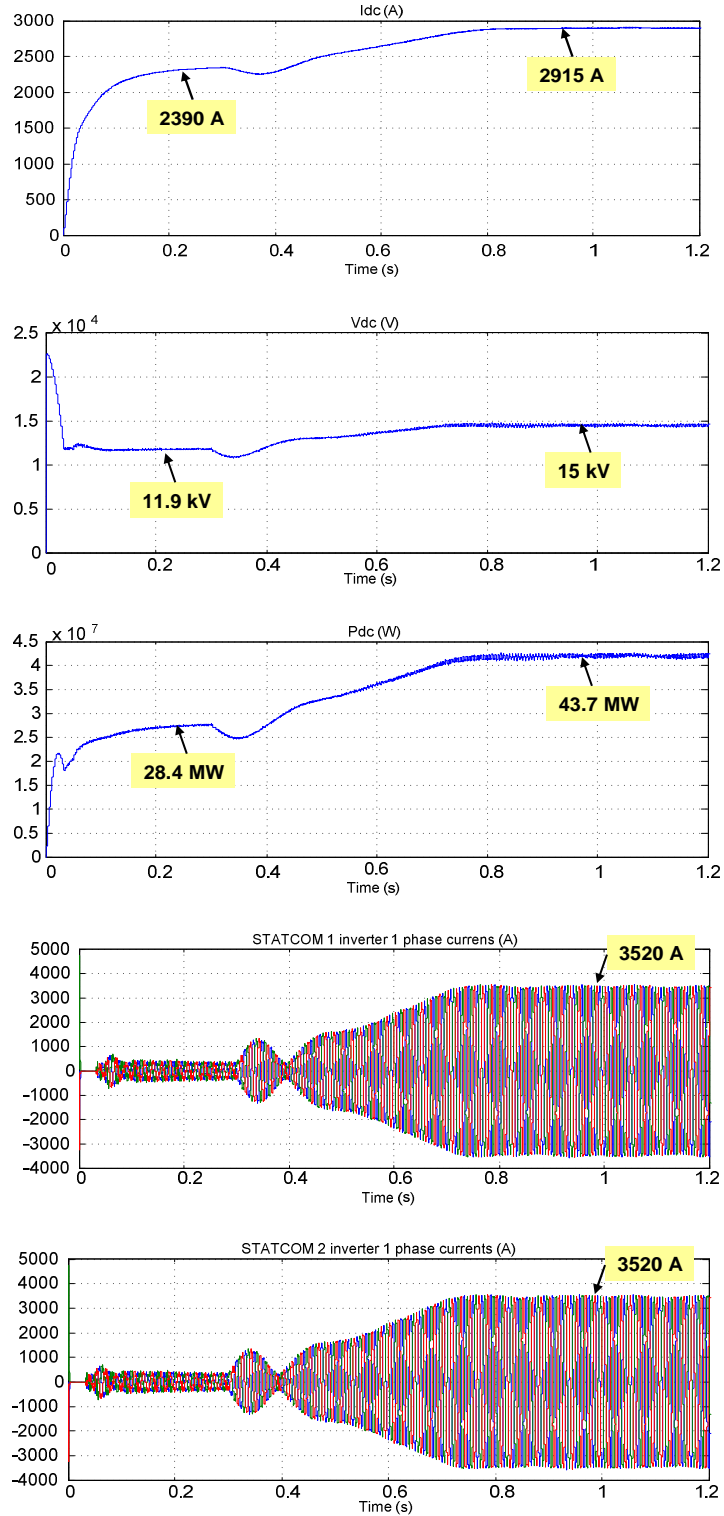 Idc (A)
3000
2500
2000
1500
1000
500
0
2390 A
2915 A
0 0.2 0.4 0.6 0.8 1 1.2
Time (s)
x 10 4
Vdc (V)
2.5
2
1.5
1
0.5
0
11.9 kV
15 kV
0 0.2 0.4 0.6 0.8 1 1.2
Time (s)
x 10 7
Pdc (W)
4.5
4
3.5
3
2.5
2
1.5
1
0.5
0
28.4 MW
43.7 MW
0 0.2 0.4 0.6 0.8 1 1.2
Time (s)
STATCOM 1 inverter 1 phase currens (A)
3520 A
5000
4000
3000
2000
1000
0
-1000
-2000
-3000
-4000
0 0.2 0.4 0.6 0.8 1 1.2
Time (s)
STATCOM 2 inverter 1 phase currents (A)
3520 A
5000
4000
3000
2000
1000
0
-1000
-2000
-3000
-4000
0 0.2 0.4 0.6 0.8 1 1.2
Time (s)